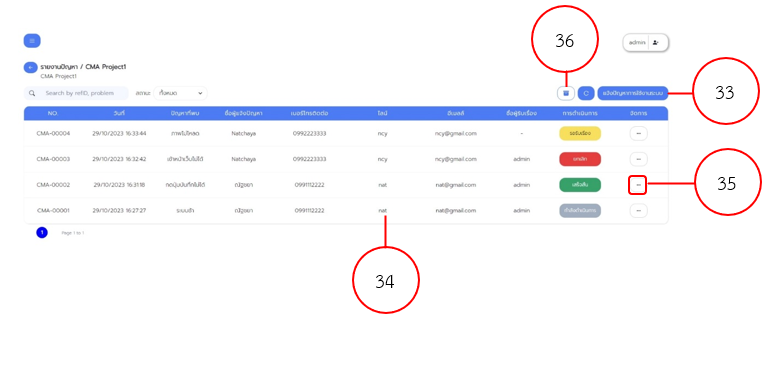 36
admin
รายงานปัญหา / CMA Project1
CMA Project1
33
Search by refID, problem สถานะ ทั้งหมด แจ้งปัญหาการใช้งานระบบ
NO. วันที่ ปัญหาที่พบ ชื่อผู้แจ้งปัญหา เบอร์โทรติดต่อ ไลน์ อีเมลล์ ชื่อผู้รับเรื่อง การดำเนินการ จัดการ
CMA-00004 29/10/2023 16:33:44 ภาพไม่โหลด Natchaya 0992223333 ncy ncy@gmail.com - รอรับเรื่อง
CMA-00003 29/10/2023 16:32:42 เข้าหน้าเว็บไม่ได้ Natchaya 0992223333 ncy ncy@gmail.com admin ยกเลิก
CMA-00002 29/10/2023 16:31:18 กดปุ่มบันทึกไม่ได้ ณัฐชยา 0991112222 nat nat@gmail.com admin เสร็จสิ้น
35
CMA-00001 29/10/2023 16:27:27 ระบบช้า ณัฐชยา 0991112222 nat nat@gmail.com admin กำลังดำเนินการ
1 Page 1 to 1
34